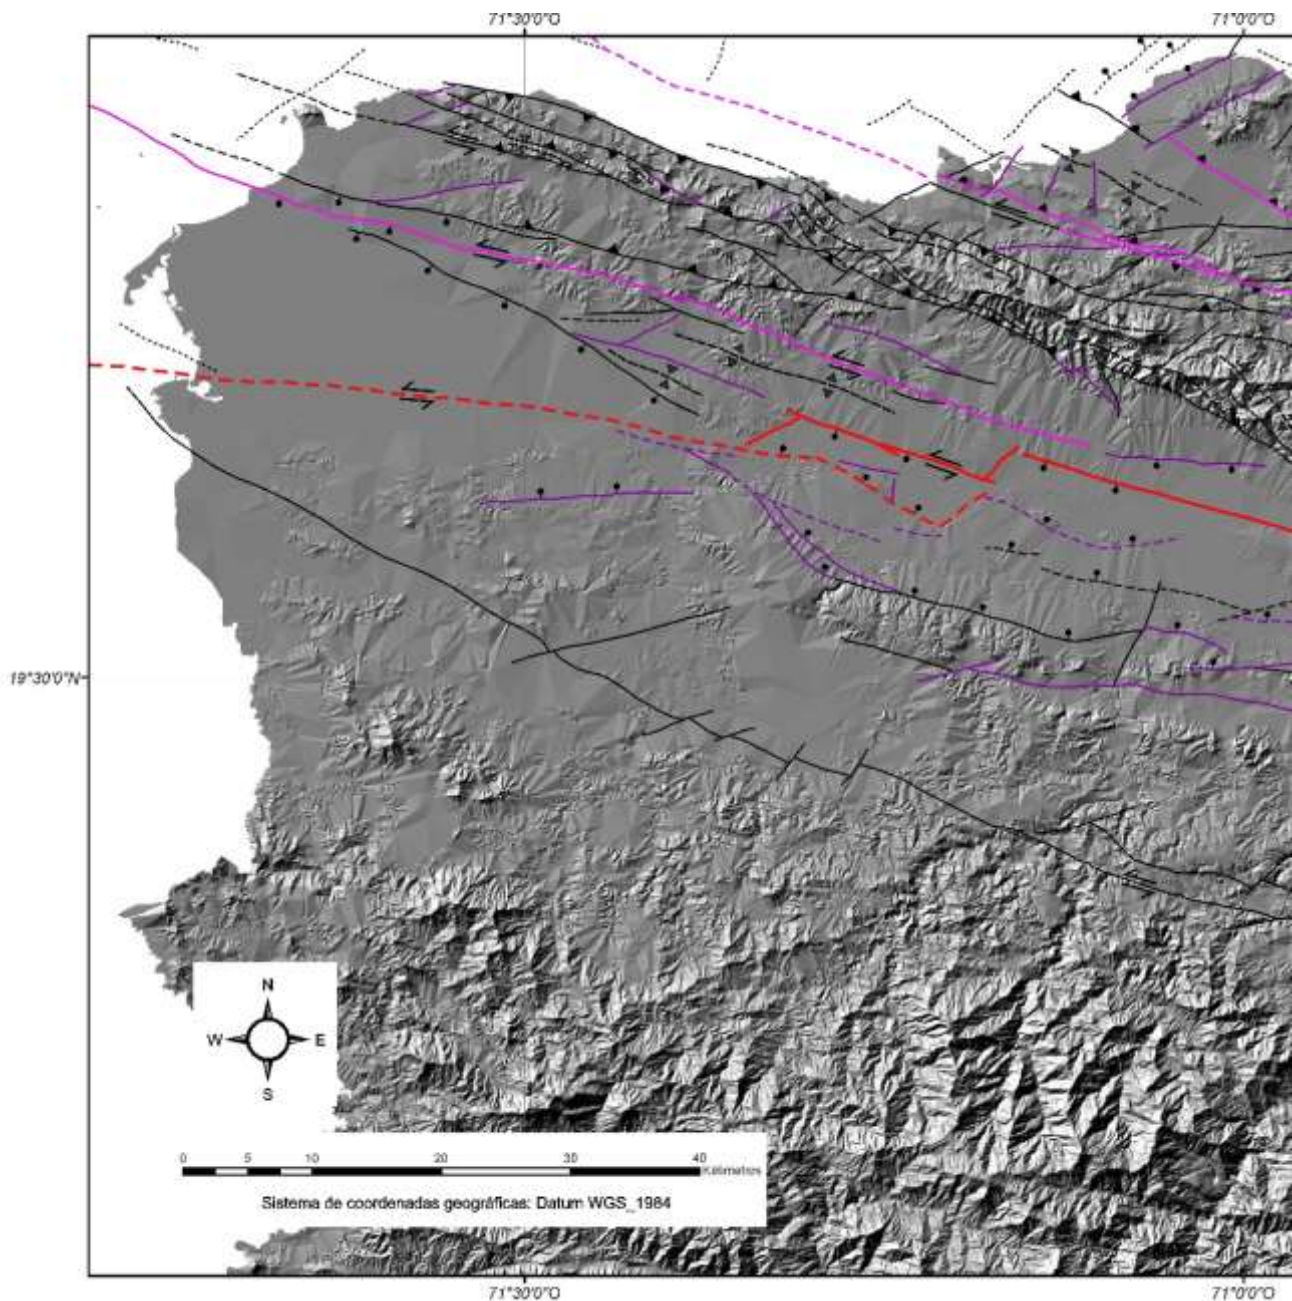 71°30'0"O 71°0'0"O
19°30'0"N
N
W E
S
0 5 10 20 30 40
Kilómetros
Sistema de coordenadas geográficas: Datum WGS_1984
71°30'0"O 71°0'0"O